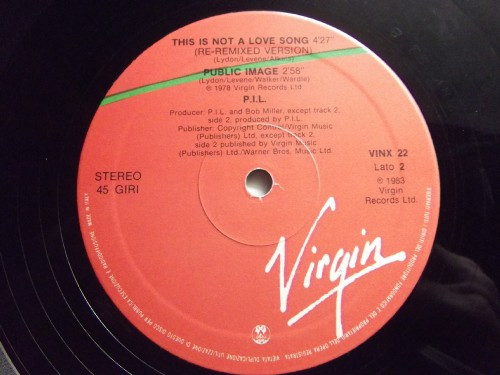 THIS IS NOT A LOVE SONG 4'27"
(RE-REMIXED VERSION)
(Lydon/Levene/Atkins)
PUBLIC IMAGE 2'58"
(Lydon/Levene/Walker/Wardle)
℗ 1978 Virgin Records Ltd
P.I.L.
Producer: P.I.L. and Bob Miller, except track 2,
side 2, produced by P.I.L.
Publisher: Copyright Control/Virgin Music
(Publishers) Ltd., except track 2,
side 2 published by Virgin Music
(Publishers) Ltd./Warner Bros. Music Ltd.
STEREO
45 GIRI
VINX 22
Lato 2
℗ 1983
Virgin
Records Ltd.
Virgin
MADE IN ITALY